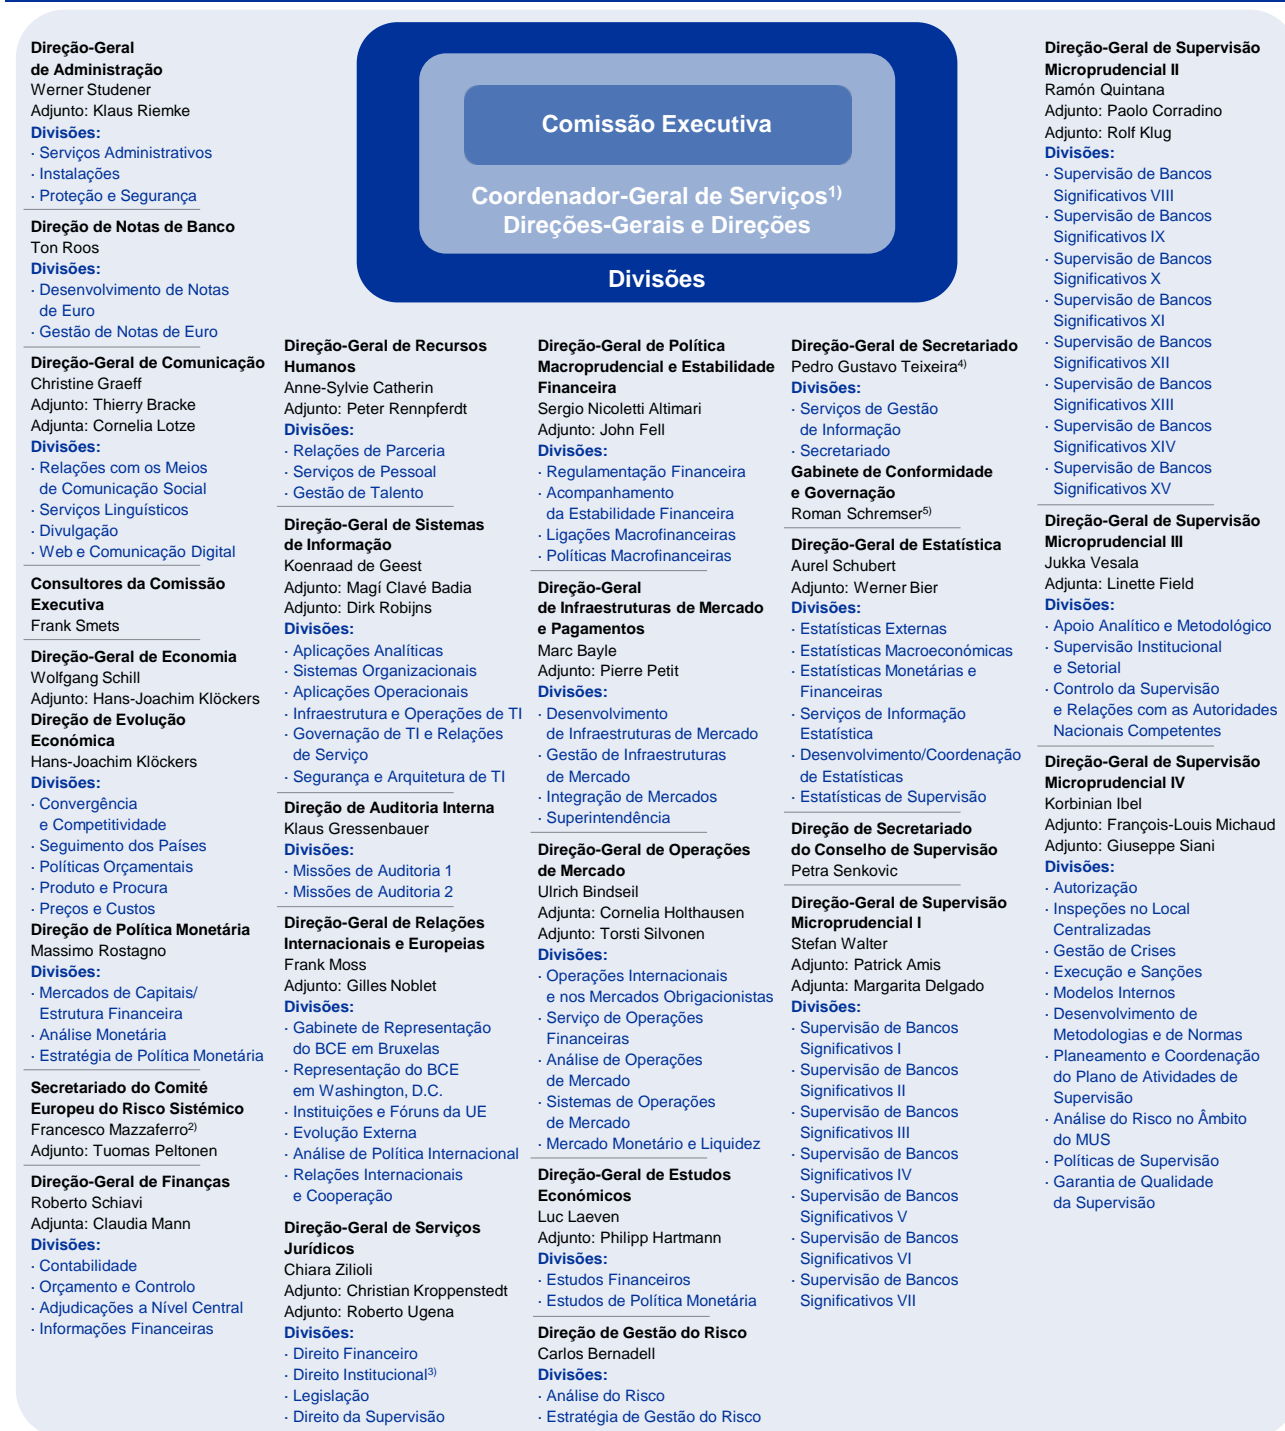 Direção-Geral
de Administração
Werner Studener
Adjunto: Klaus Riemke
Divisões:
· Serviços Administrativos
· Instalações
· Proteção e Segurança
Direção de Notas de Banco
Ton Roos
Divisões:
· Desenvolvimento de Notas
de Euro
· Gestão de Notas de Euro
Direção-Geral de Comunicação
Christine Graeff
Adjunto: Thierry Bracke
Adjunta: Cornelia Lotze
Divisões:
· Relações com os Meios
de Comunicação Social
· Serviços Linguísticos
· Divulgação
· Web e Comunicação Digital
Consultores da Comissão
Executiva
Frank Smets
Direção-Geral de Economia
Wolfgang Schill
Adjunto: Hans-Joachim Klöckers
Direção de Evolução
Económica
Hans-Joachim Klöckers
Divisões:
· Convergência
e Competitividade
· Seguimento dos Países
· Políticas Orçamentais
· Produto e Procura
· Preços e Custos
Direção de Política Monetária
Massimo Rostagno
Divisões:
· Mercados de Capitais/
Estrutura Financeira
· Análise Monetária
· Estratégia de Política Monetária
Secretariado do Comité
Europeu do Risco Sistémico
Francesco Mazzaferro2)
Adjunto: Tuomas Peltonen
Direção-Geral de Finanças
Roberto Schiavi
Adjunta: Claudia Mann
Divisões:
· Contabilidade
· Orçamento e Controlo
· Adjudicações a Nível Central
· Informações Financeiras
Comissão Executiva
Coordenador-Geral de Serviços1)
Direções-Gerais e Direções
Divisões
Direção-Geral de Recursos
Humanos
Anne-Sylvie Catherin
Adjunto: Peter Rennpferdt
Divisões:
· Relações de Parceria
· Serviços de Pessoal
· Gestão de Talento
Direção-Geral de Sistemas
de Informação
Koenraad de Geest
Adjunto: Magí Clavé Badia
Adjunto: Dirk Robijns
Divisões:
· Aplicações Analíticas
· Sistemas Organizacionais
· Aplicações Operacionais
· Infraestrutura e Operações de TI
· Governação de TI e Relações
de Serviço
· Segurança e Arquitetura de TI
Direção de Auditoria Interna
Klaus Gressenbauer
Divisões:
· Missões de Auditoria 1
· Missões de Auditoria 2
Direção-Geral de Relações
Internacionais e Europeias
Frank Moss
Adjunto: Gilles Noblet
Divisões:
· Gabinete de Representação
do BCE em Bruxelas
· Representação do BCE
em Washington, D.C.
· Instituições e Fóruns da UE
· Evolução Externa
· Análise de Política Internacional
· Relações Internacionais
e Cooperação
Direção-Geral de Serviços
Jurídicos
Chiara Zilioli
Adjunto: Christian Kroppenstedt
Adjunto: Roberto Ugena
Divisões:
· Direito Financeiro
· Direito Institucional3)
· Legislação
· Direito da Supervisão
Direção-Geral de Política
Macroprudencial e Estabilidade
Financeira
Sergio Nicoletti Altimari
Adjunto: John Fell
Divisões:
· Regulamentação Financeira
· Acompanhamento
da Estabilidade Financeira
· Ligações Macrofinanceiras
· Políticas Macrofinanceiras
Direção-Geral
de Infraestruturas de Mercado
e Pagamentos
Marc Bayle
Adjunto: Pierre Petit
Divisões:
· Desenvolvimento
de Infraestruturas de Mercado
· Gestão de Infraestruturas
de Mercado
· Integração de Mercados
· Superintendência
Direção-Geral de Operações
de Mercado
Ulrich Bindseil
Adjunta: Cornelia Holthausen
Adjunto: Torsti Silvonen
Divisões:
· Operações Internacionais
e nos Mercados Obrigacionistas
· Serviço de Operações
Financeiras
· Análise de Operações
de Mercado
· Sistemas de Operações
de Mercado
· Mercado Monetário e Liquidez
Direção-Geral de Estudos
Económicos
Luc Laeven
Adjunto: Philipp Hartmann
Divisões:
· Estudos Financeiros
· Estudos de Política Monetária
Direção de Gestão do Risco
Carlos Bernadell
Divisões:
· Análise do Risco
· Estratégia de Gestão do Risco
Direção-Geral de Secretariado
Pedro Gustavo Teixeira4)
Divisões:
· Serviços de Gestão
de Informação
· Secretariado
Gabinete de Conformidade
e Governação
Roman Schremser5)
Direção-Geral de Estatística
Aurel Schubert
Adjunto: Werner Bier
Divisões:
· Estatísticas Externas
· Estatísticas Macroeconómicas
· Estatísticas Monetárias e
Financeiras
· Serviços de Informação
Estatística
· Desenvolvimento/Coordenação
de Estatísticas
· Estatísticas de Supervisão
Direção de Secretariado
do Conselho de Supervisão
Petra Senkovic
Direção-Geral de Supervisão
Microprudencial I
Stefan Walter
Adjunto: Patrick Amis
Adjunta: Margarita Delgado
Divisões:
· Supervisão de Bancos
Significativos I
· Supervisão de Bancos
Significativos II
· Supervisão de Bancos
Significativos III
· Supervisão de Bancos
Significativos IV
· Supervisão de Bancos
Significativos V
· Supervisão de Bancos
Significativos VI
· Supervisão de Bancos
Significativos VII
Direção-Geral de Supervisão
Microprudencial II
Ramón Quintana
Adjunto: Paolo Corradino
Adjunto: Rolf Klug
Divisões:
· Supervisão de Bancos
Significativos VIII
· Supervisão de Bancos
Significativos IX
· Supervisão de Bancos
Significativos X
· Supervisão de Bancos
Significativos XI
· Supervisão de Bancos
Significativos XII
· Supervisão de Bancos
Significativos XIII
· Supervisão de Bancos
Significativos XIV
· Supervisão de Bancos
Significativos XV
Direção-Geral de Supervisão
Microprudencial III
Jukka Vesala
Adjunta: Linette Field
Divisões:
· Apoio Analítico e Metodológico
· Supervisão Institucional
e Setorial
· Controlo da Supervisão
e Relações com as Autoridades
Nacionais Competentes
Direção-Geral de Supervisão
Microprudencial IV
Korbinian Ibel
Adjunto: François-Louis Michaud
Adjunto: Giuseppe Siani
Divisões:
· Autorização
· Inspeções no Local
Centralizadas
· Gestão de Crises
· Execução e Sanções
· Modelos Internos
· Desenvolvimento de
Metodologias e de Normas
· Planeamento e Coordenação
do Plano de Atividades de
Supervisão
· Análise do Risco no Âmbito
do MUS
· Políticas de Supervisão
· Garantia de Qualidade
da Supervisão